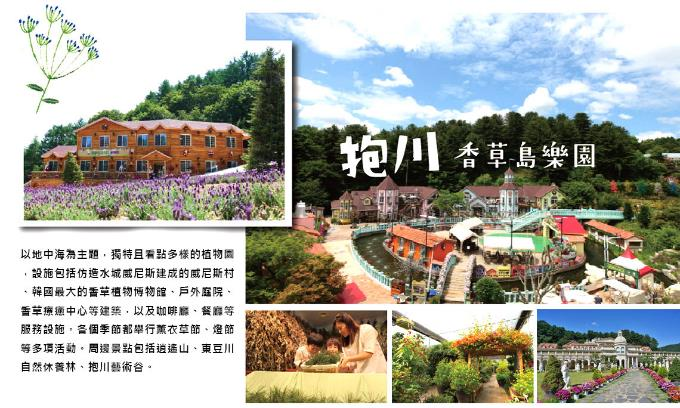 抱川 香草島樂園
以地中海為主題，獨特且看點多樣的植物園
，設施包括仿造水城威尼斯建成的威尼斯村
、韓國最大的香草植物博物館、戶外庭院、
香草療癒中心等建築，以及咖啡廳、餐廳等
服務設施。各個季節都舉行薰衣草節、燈節
等多項活動。周邊景點包括逍遙山、東豆川
自然休養林、抱川藝術谷。